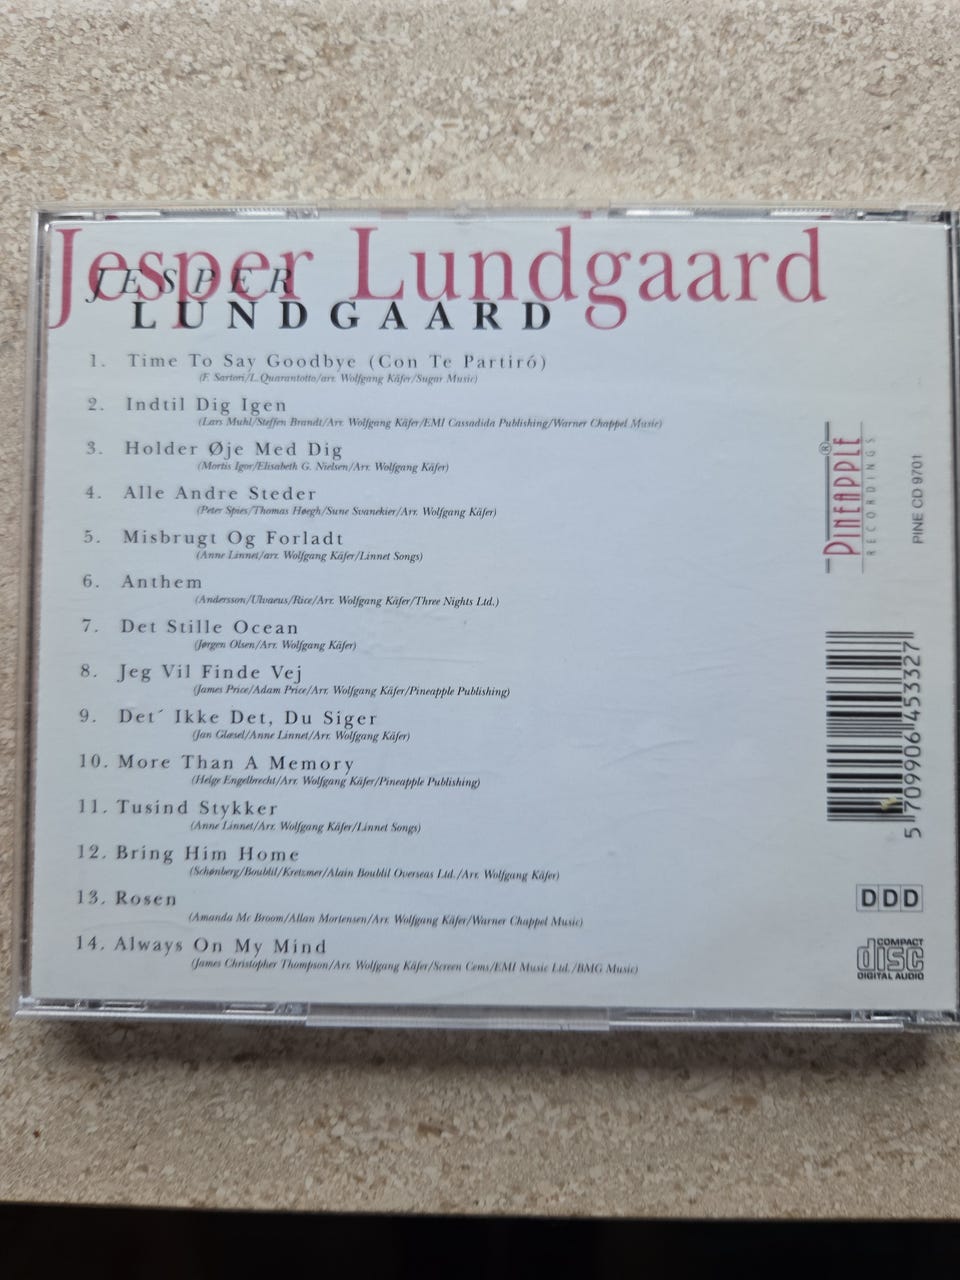 Jesper Lundgaard
JESPER
LUNDGAARD
1. Time To Say Goodbye (Con Te Partiró)
(F. Sartori/L. Quarantotto/arr. Wolfgang Käfer/Sugar Music)
2. Indtil Dig Igen
(Lars Muhl/Steffen Brandt/Arr. Wolfgang Käfer/EMI Cassadida Publishing/Warner Chappel Music)
3. Holder Øje Med Dig
(Mortis Igor/Elisabeth G. Nielsen/Arr. Wolfgang Käfer)
4. Alle Andre Steder
(Peter Spies/Thomas Høegh/Sune Svanekier/Arr. Wolfgang Käfer)
5. Misbrugt Og Forladt
(Anne Linnet/arr. Wolfgang Käfer/Linnet Songs)
6. Anthem
(Andersson/Ulvaeus/Rice/Arr. Wolfgang Käfer/Three Nights Ltd.)
7. Det Stille Ocean
(Jørgen Olsen/Arr. Wolfgang Käfer)
8. Jeg Vil Finde Vej
(James Price/Adam Price/Arr. Wolfgang Käfer/Pineapple Publishing)
9. Det´ Ikke Det, Du Siger
(Jan Glæsel/Anne Linnet/Arr. Wolfgang Käfer)
10. More Than A Memory
(Helge Engelbrecht/Arr. Wolfgang Käfer/Pineapple Publishing)
11. Tusind Stykker
(Anne Linnet/Arr. Wolfgang Käfer/Linnet Songs)
12. Bring Him Home
(Schønberg/Boublil/Kretzmer/Alain Boublil Overseas Ltd./Arr. Wolfgang Käfer)
13. Rosen
(Amanda Mc Broom/Allan Mortensen/Arr. Wolfgang Käfer/Warner Chappel Music)
14. Always On My Mind
(James Christopher Thompson/Arr. Wolfgang Käfer/Screen Gems/EMI Music Ltd./BMG Music)
PINEAPPLE®
RECORDINGS
PINE CD 9701
5 709906 453327
DDD
COMPACT
disc
DIGITAL AUDIO